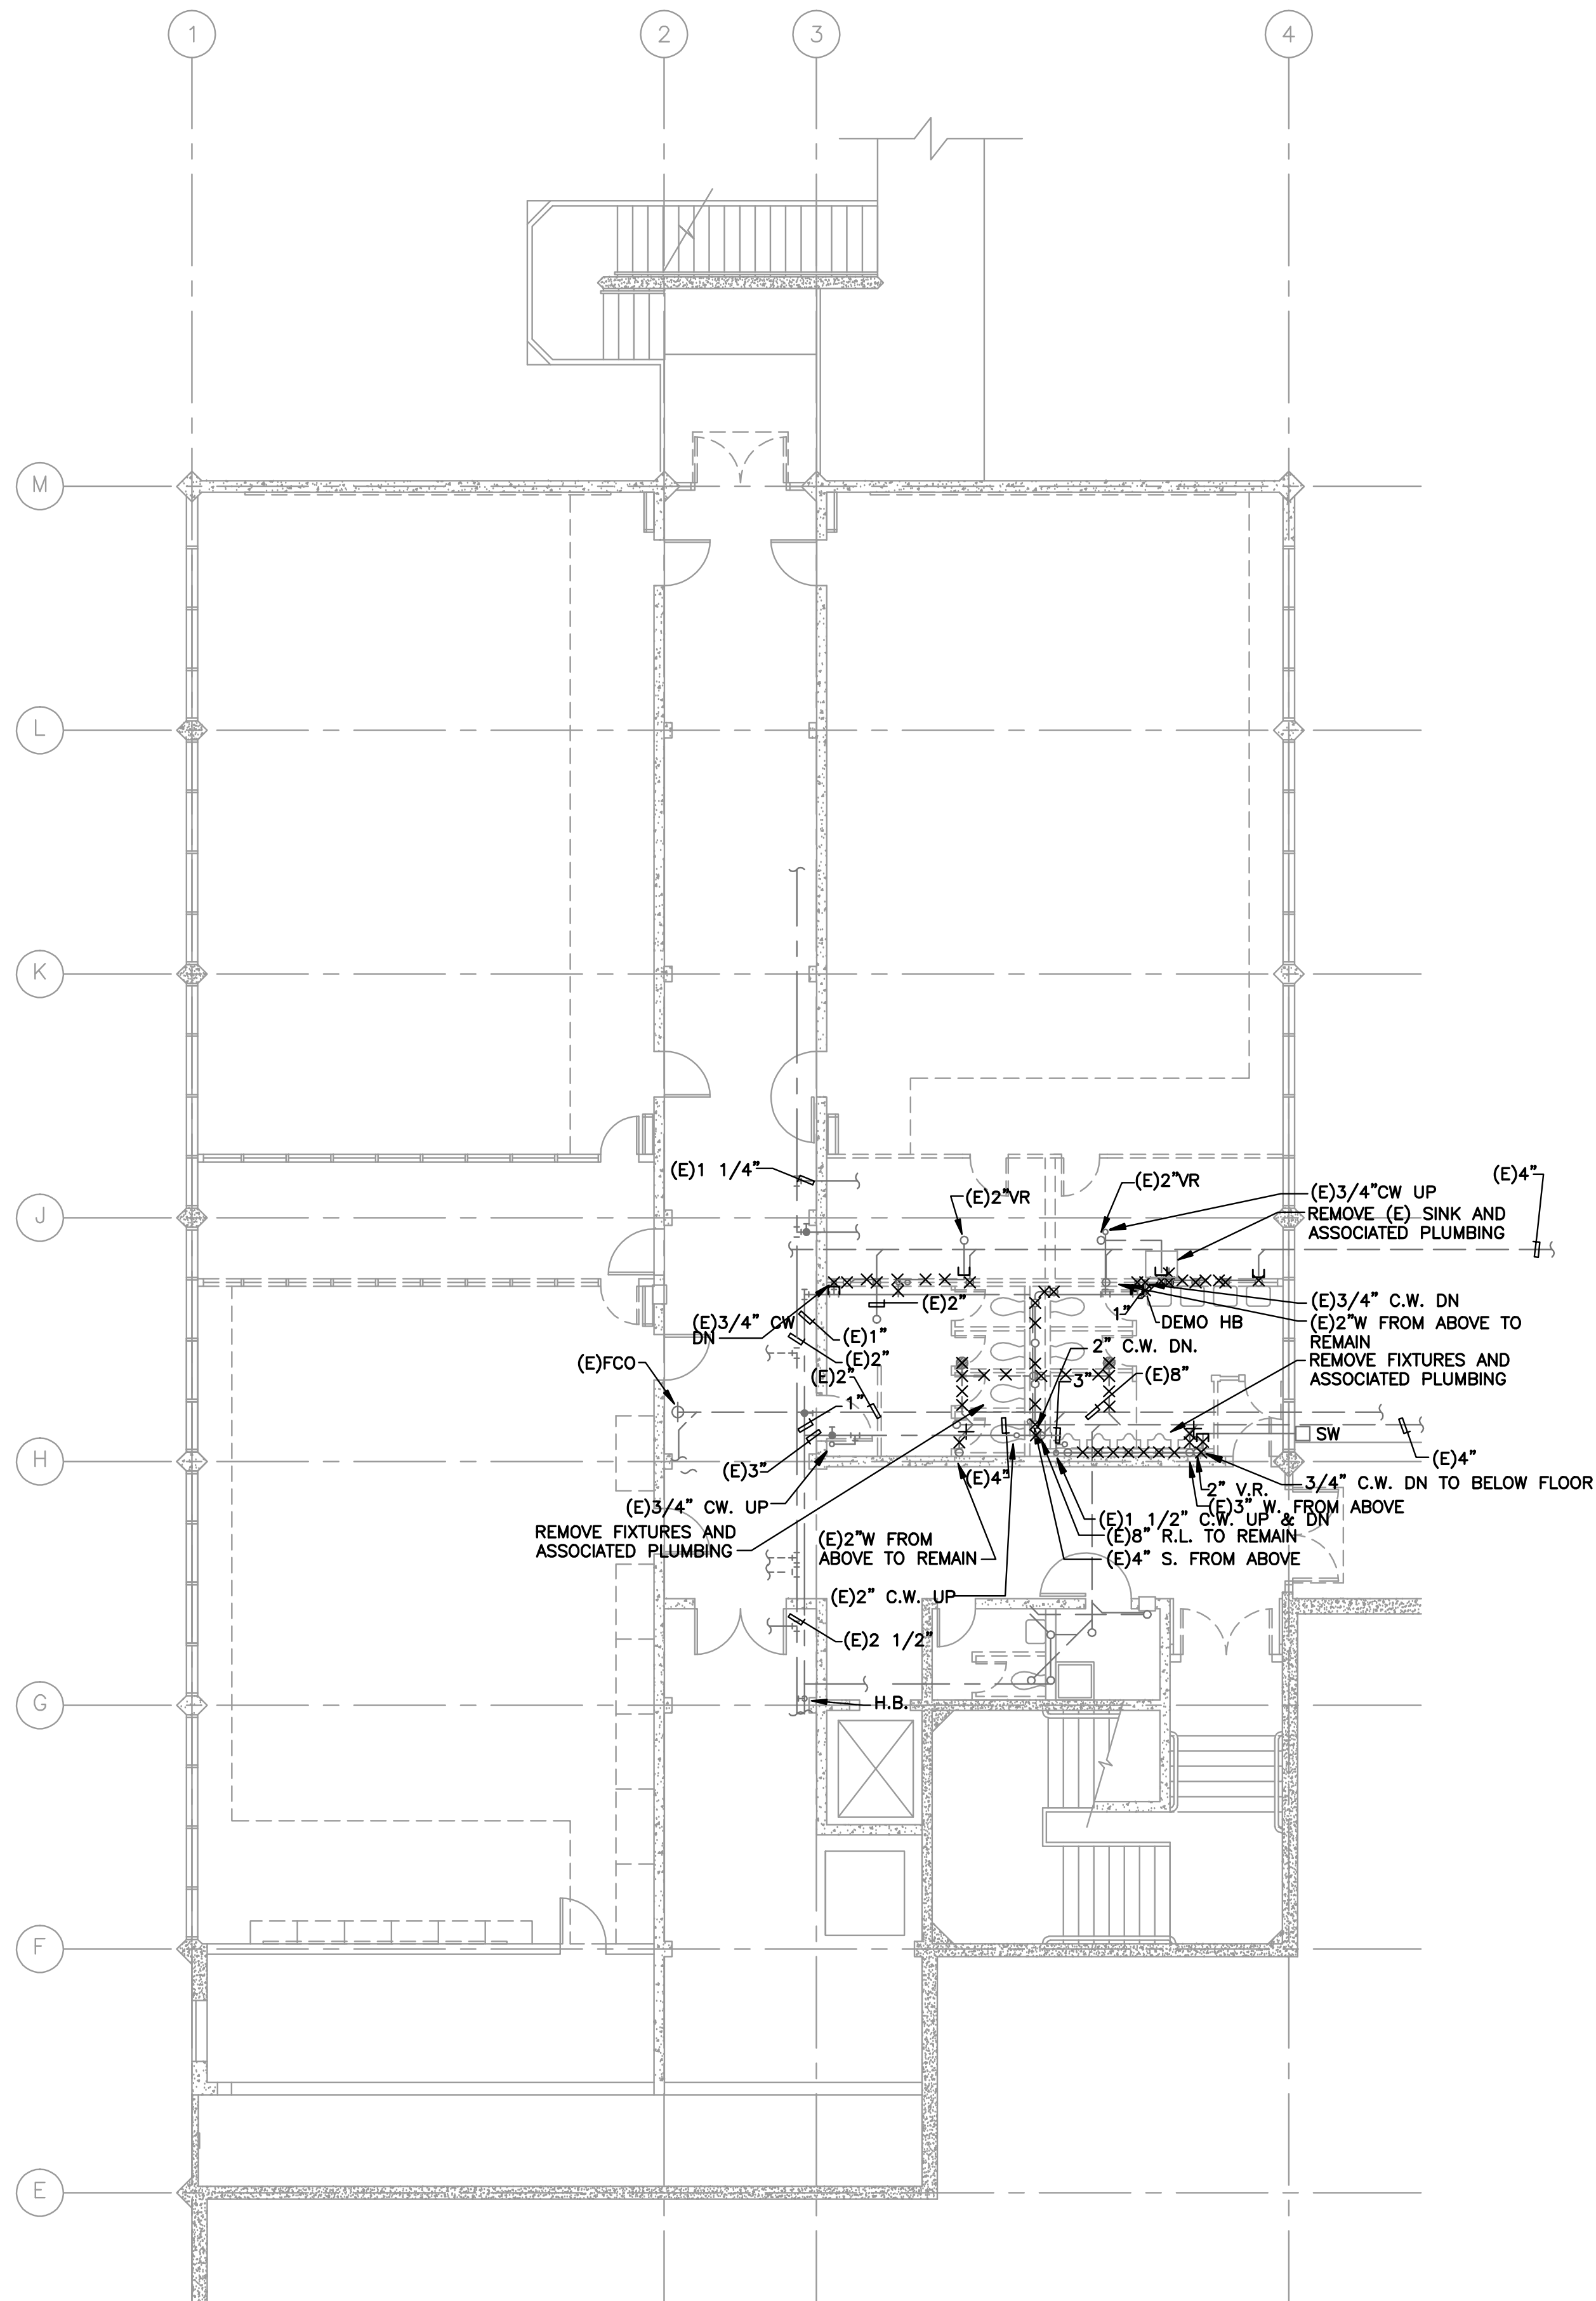 1
2
3
4
M
L
K
J
H
G
F
E
(E)1 1/4"
(E)2"VR
(E)2"VR
(E)3/4"CW UP
REMOVE (E) SINK AND
ASSOCIATED PLUMBING
(E)4"
(E)2"
1"
DEMO HB
(E)3/4" C.W. DN
(E)2"W FROM ABOVE TO
REMAIN
(E)3/4" CW
DN
(E)1"
(E)2"
(E)2"
2" C.W. DN.
3"
(E)8"
REMOVE FIXTURES AND
ASSOCIATED PLUMBING
(E)FCO
1"
SW
(E)4"
(E)3"
(E)4"
3/4" C.W. DN TO BELOW FLOOR
2" V.R.
(E)3" W. FROM ABOVE
(E)3/4" CW. UP
(E)1 1/2" C.W. UP & DN
(E)8" R.L. TO REMAIN
(E)4" S. FROM ABOVE
REMOVE FIXTURES AND
ASSOCIATED PLUMBING
(E)2"W FROM
ABOVE TO REMAIN
(E)2" C.W. UP
(E)2 1/2"
H.B.